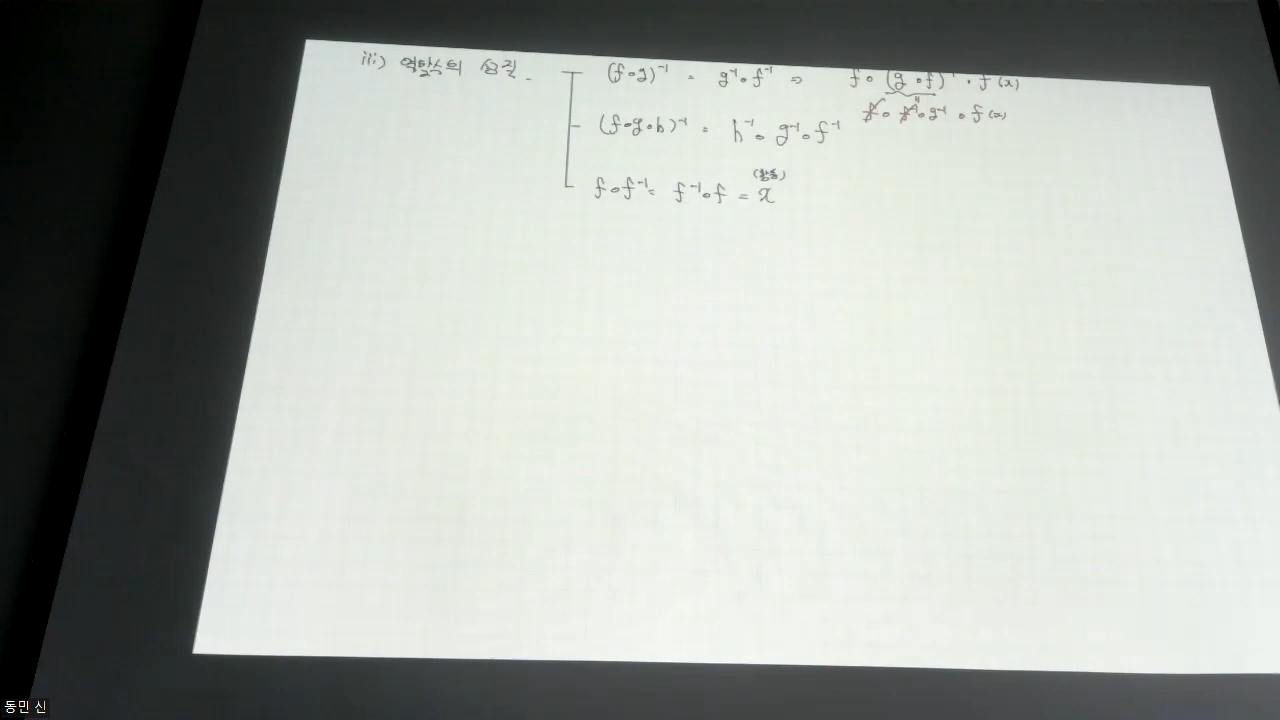 iii) 역함수의 성질. (f∘g)⁻¹ = g⁻¹∘f⁻¹ ⇒ f∘(g∘f)⁻¹∘f(x)
f∘f⁻¹∘g⁻¹∘f(x)
(f∘g∘h)⁻¹ = h⁻¹∘g⁻¹∘f⁻¹
(항등)
f∘f⁻¹ = f⁻¹∘f = x
동민 신